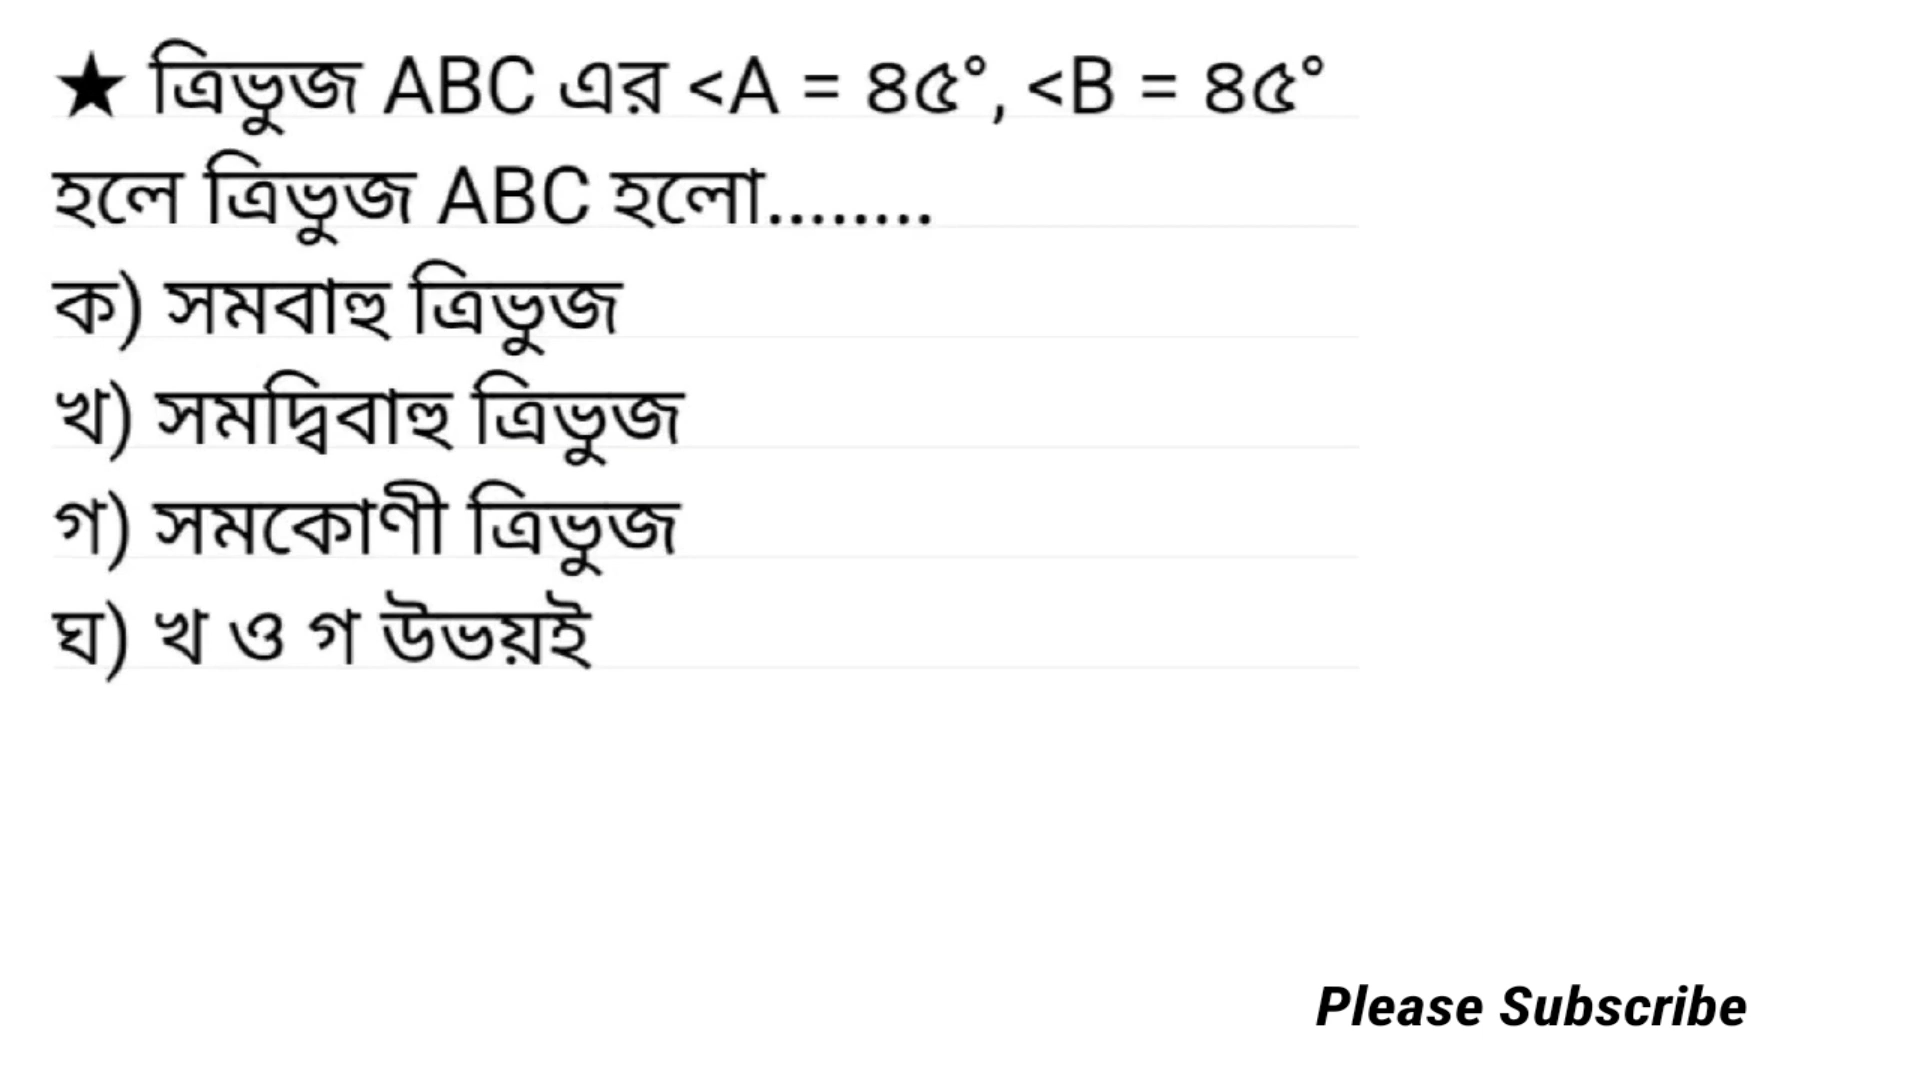 ★ ত্রিভুজ ABC এর <A = ৪৫°, <B = ৪৫°
হলে ত্রিভুজ ABC হলো........
ক) সমবাহু ত্রিভুজ
খ) সমদ্বিবাহু ত্রিভুজ
গ) সমকোণী ত্রিভুজ
ঘ) খ ও গ উভয়ই
Please Subscribe